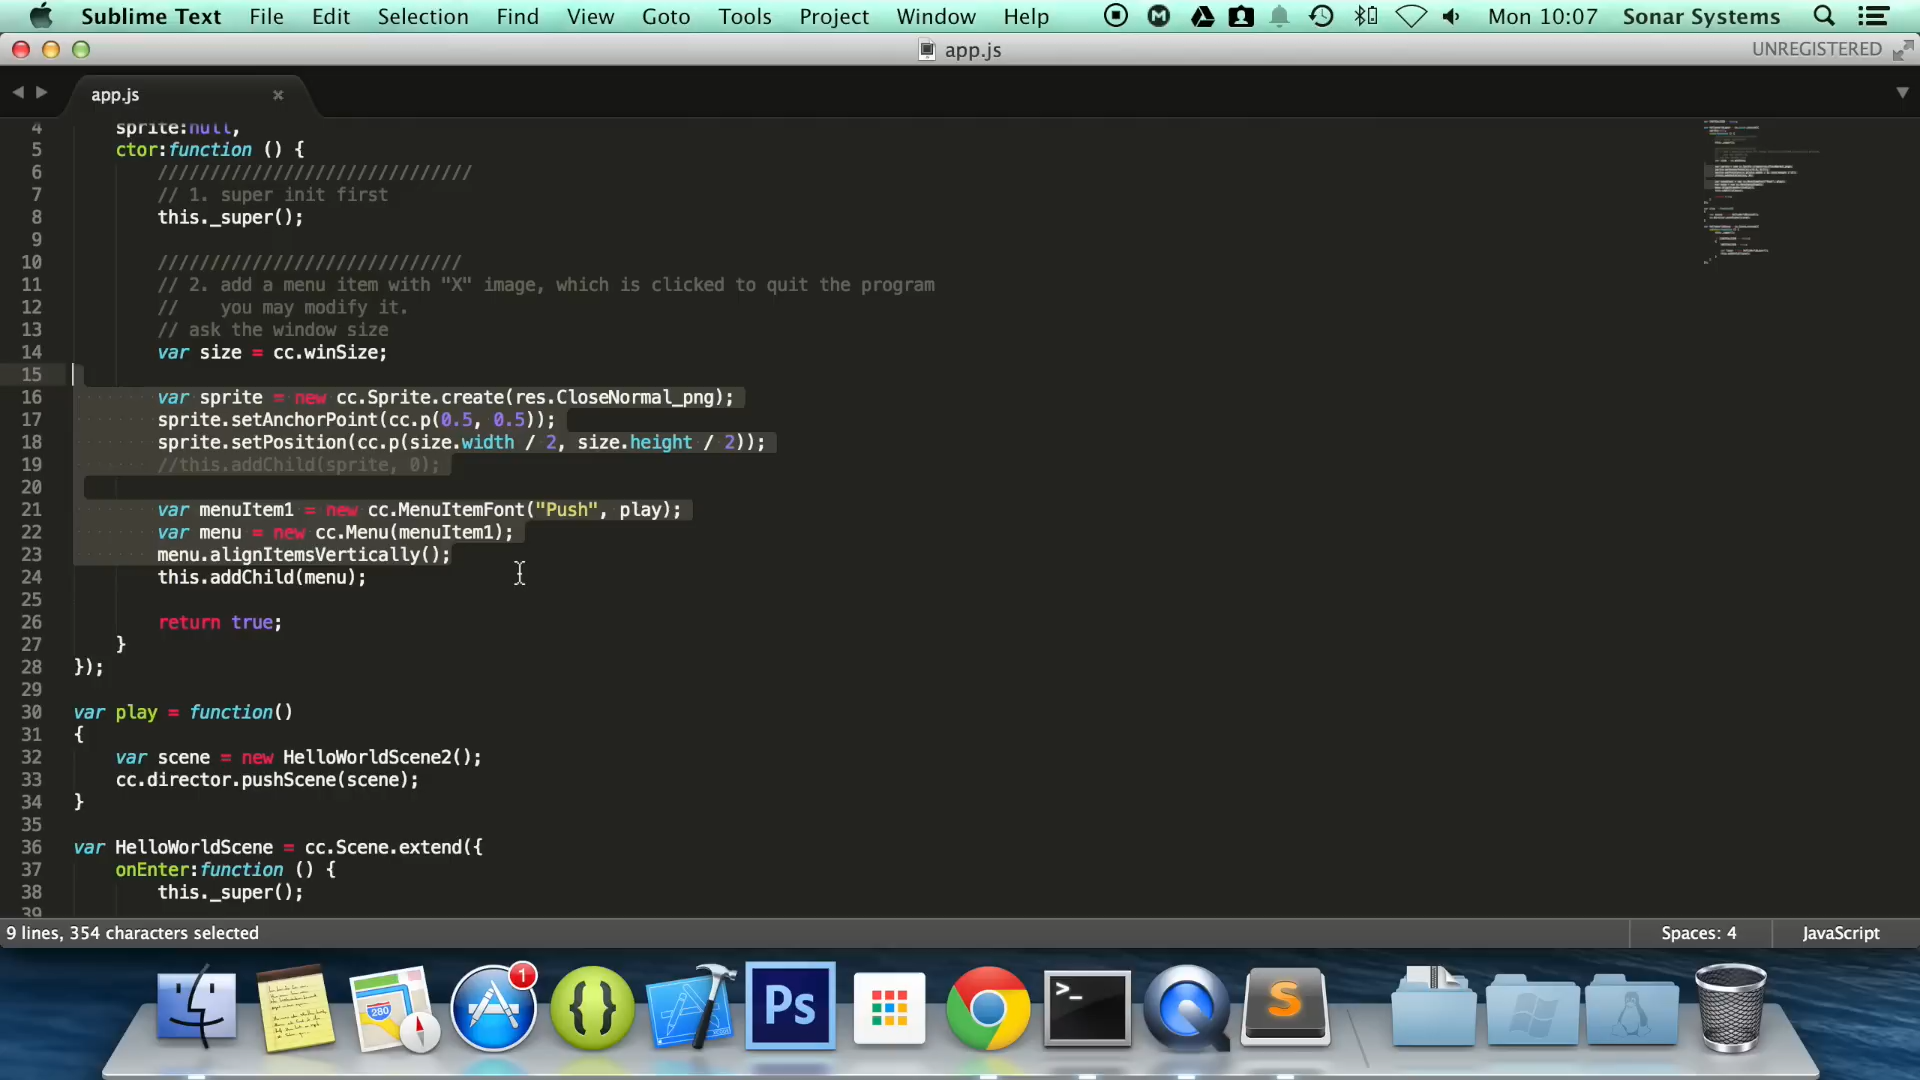 Sublime Text File Edit Selection Find View Goto Tools Project Window Help Mon 10:07 Sonar Systems
app.js UNREGISTERED
app.js
4 sprite:null,
5 ctor:function () {
6 //////////////////////////////
7 // 1. super init first
8 this._super();
9
10 /////////////////////////////
11 // 2. add a menu item with "X" image, which is clicked to quit the program
12 // you may modify it.
13 // ask the window size
14 var size = cc.winSize;
15
16 var sprite = new cc.Sprite.create(res.CloseNormal_png);
17 sprite.setAnchorPoint(cc.p(0.5, 0.5));
18 sprite.setPosition(cc.p(size.width / 2, size.height / 2));
19 //this.addChild(sprite, 0);
20
21 var menuItem1 = new cc.MenuItemFont("Push", play);
22 var menu = new cc.Menu(menuItem1);
23 menu.alignItemsVertically();
24 this.addChild(menu);
25
26 return true;
27 }
28 });
29
30 var play = function()
31 {
32 var scene = new HelloWorldScene2();
33 cc.director.pushScene(scene);
34 }
35
36 var HelloWorldScene = cc.Scene.extend({
37 onEnter:function () {
38 this._super();
39
9 lines, 354 characters selected Spaces: 4 JavaScript
280
1
Ps
S